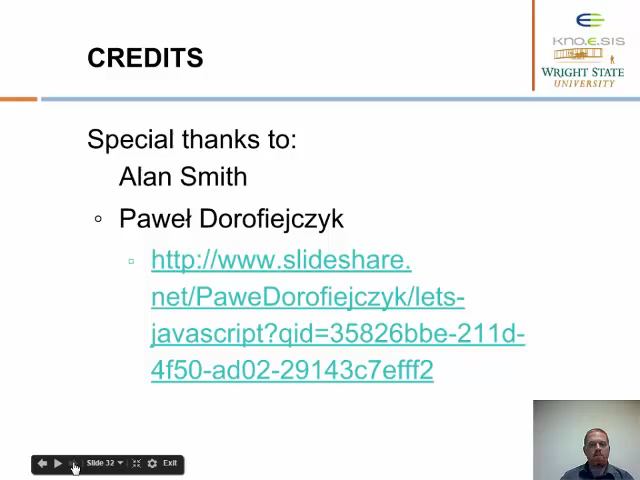 CREDITS
KNO.E.SIS
WRIGHT STATE
UNIVERSITY
Special thanks to:
Alan Smith
Paweł Dorofiejczyk
http://www.slideshare.
net/PaweDorofiejczyk/lets-
javascript?qid=35826bbe-211d-
4f50-ad02-29143c7efff2
Slide 32 Exit